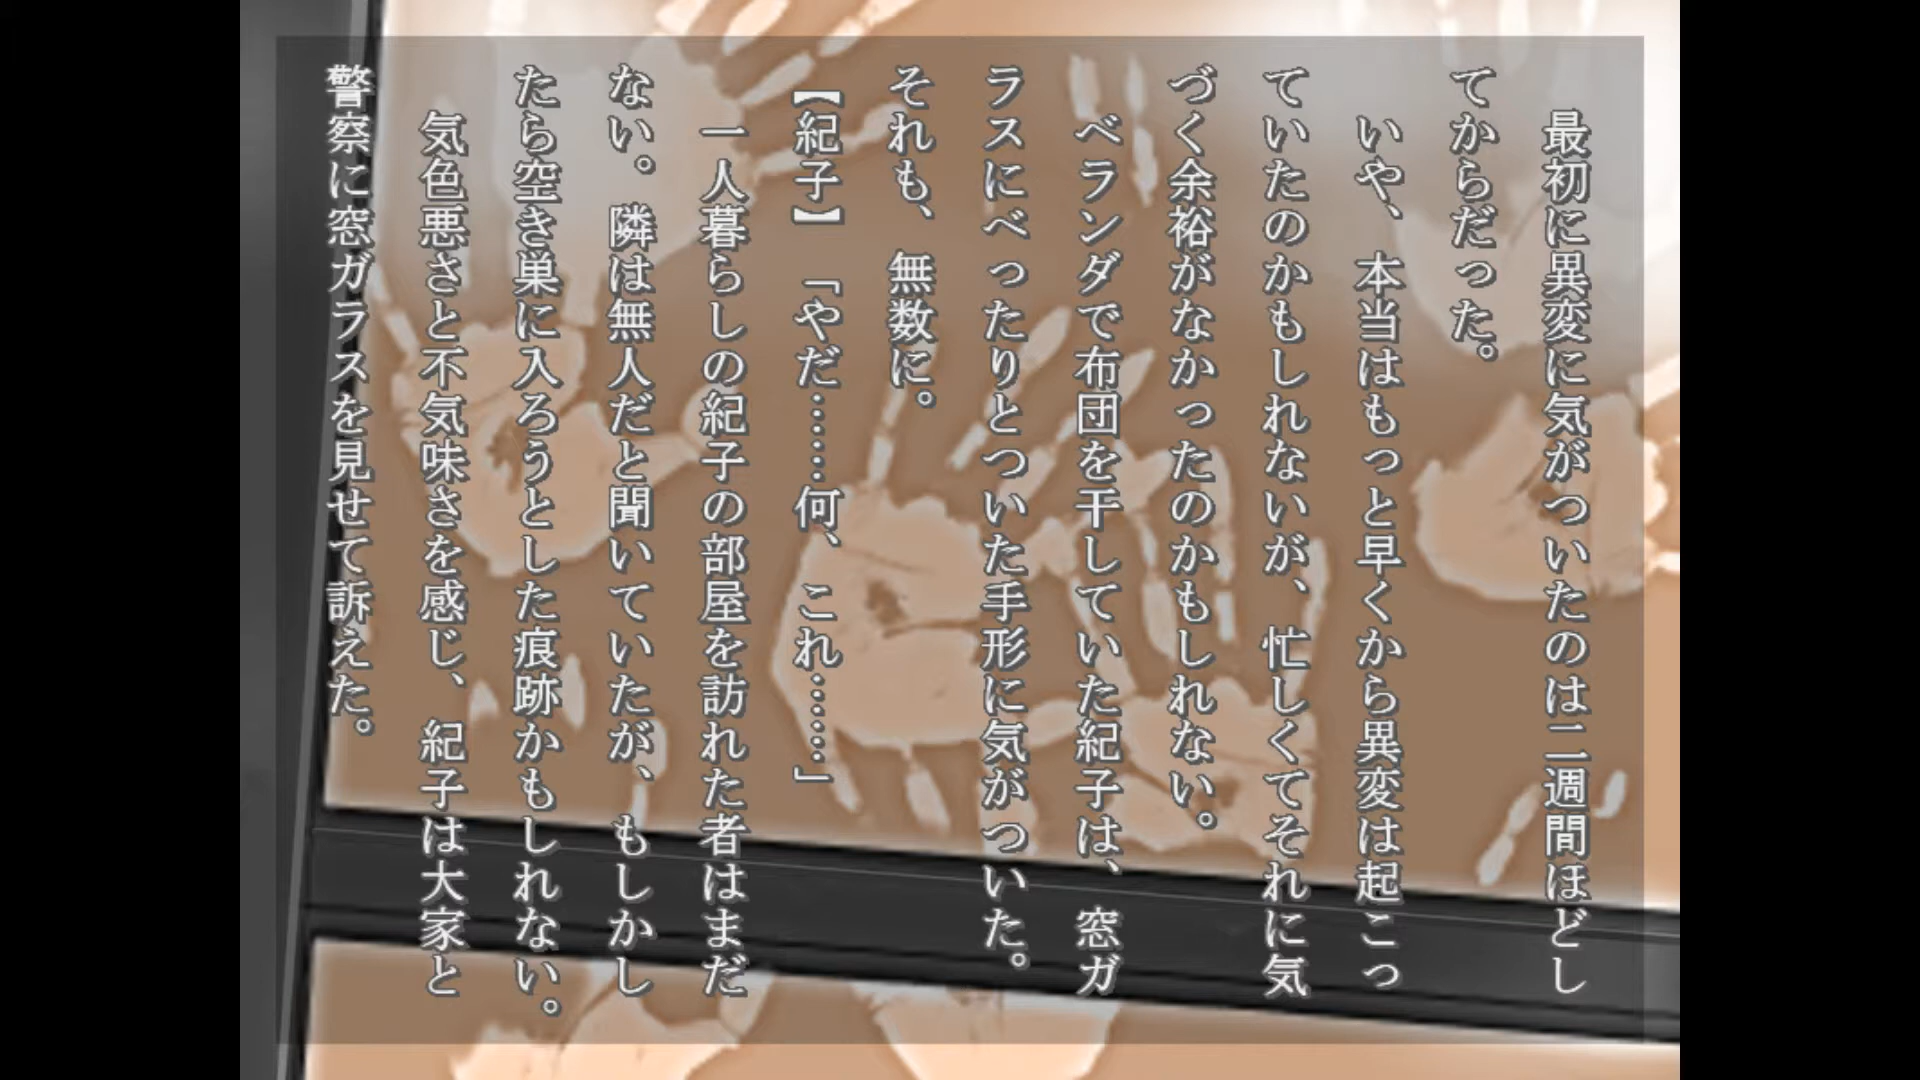 最初に異変に気がついたのは二週間ほどし
てからだった。
　いや、本当はもっと早くから異変は起こっ
ていたのかもしれないが、忙しくてそれに気
づく余裕がなかったのかもしれない。
　ベランダで布団を干していた紀子は、窓ガ
ラスにべったりとついた手形に気がついた。
それも、無数に。
【紀子】「やだ……何、これ……」
　一人暮らしの紀子の部屋を訪れた者はまだ
ない。隣は無人だと聞いていたが、もしかし
たら空き巣に入ろうとした痕跡かもしれない。
　気色悪さと不気味さを感じ、紀子は大家と
警察に窓ガラスを見せて訴えた。